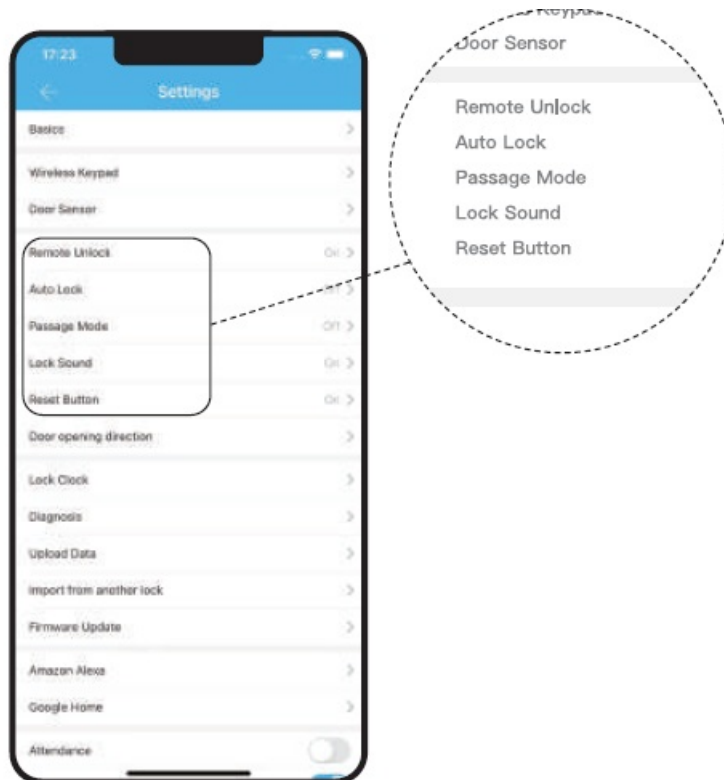 17:23
Settings
Basics
Wireless Keypad
Door Sensor
Remote Unlock On
Auto Lock Off
Passage Mode Off
Lock Sound On
Reset Button On
Door opening direction
Lock Clock
Diagnosis
Upload Data
Import from another lock
Firmware Update
Amazon Alexa
Google Home
Attendance
Keypad
Door Sensor
Remote Unlock
Auto Lock
Passage Mode
Lock Sound
Reset Button